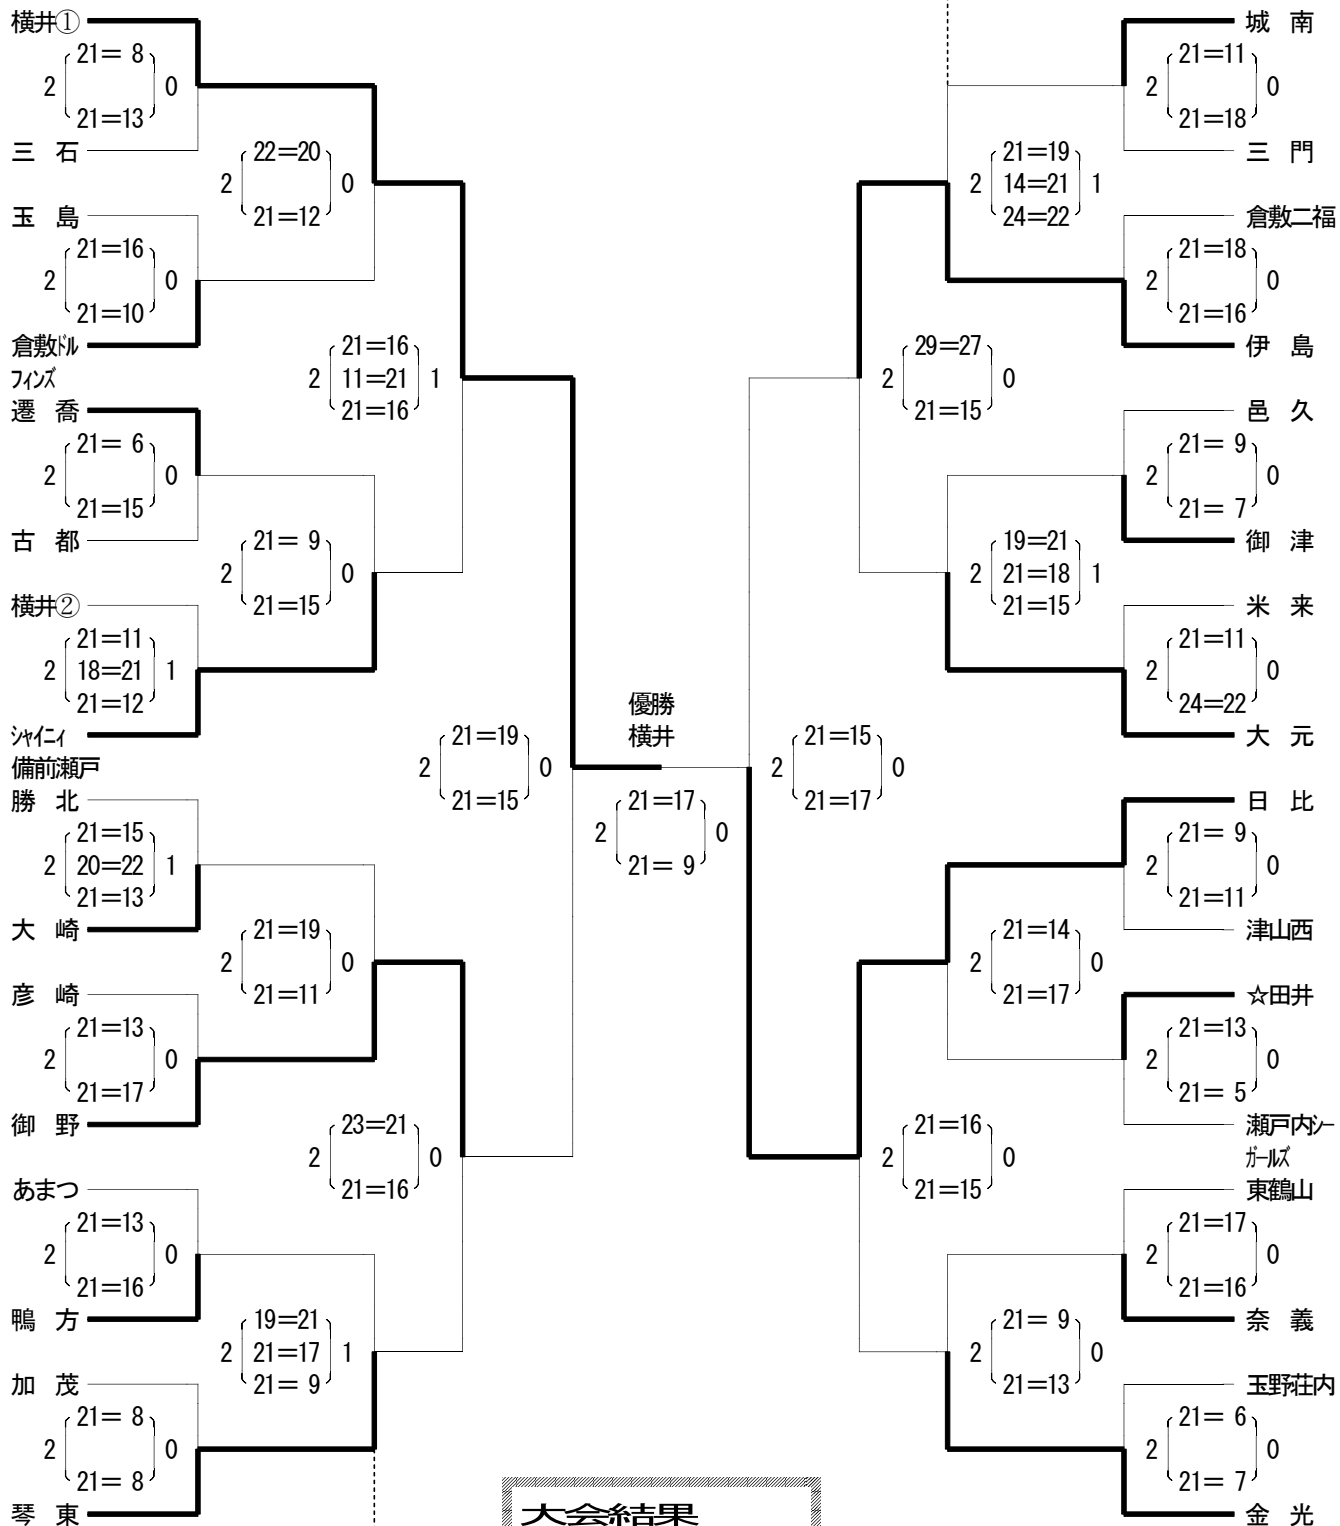 横井①
21= 8
2 0
21=13
三 石
22=20
2 0
21=12
玉 島
21=16
2 0
21=10
倉敷ドル
フィンズ
21=16
2 11=21 1
21=16
遷 喬
21= 6
2 0
21=15
古 都
21= 9
2 0
21=15
横井②
21=11
2 18=21 1
21=12
シャイニィ
備前瀬戸
21=19
2 0
21=15
勝 北
21=15
2 20=22 1
21=13
大 崎
21=19
2 0
21=11
彦 崎
21=13
2 0
21=17
御 野
23=21
2 0
21=16
あまつ
21=13
2 0
21=16
鴨 方
19=21
2 21=17 1
21= 9
加 茂
21= 8
2 0
21= 8
琴 東
優勝
横井
21=17
2 0
21= 9
城 南
21=11
2 0
21=18
三 門
21=19
2 14=21 1
24=22
倉敷二福
21=18
2 0
21=16
伊 島
29=27
2 0
21=15
邑 久
21= 9
2 0
21= 7
御 津
19=21
2 21=18 1
21=15
米 来
21=11
2 0
24=22
大 元
21=15
2 0
21=17
日 比
21= 9
2 0
21=11
津山西
21=14
2 0
21=17
☆田井
21=13
2 0
21= 5
瀬戸内シー
ガールズ
21=16
2 0
21=15
東鶴山
21=17
2 0
21=16
奈 義
21= 9
2 0
21=13
玉野荘内
21= 6
2 0
21= 7
金 光
大会結果